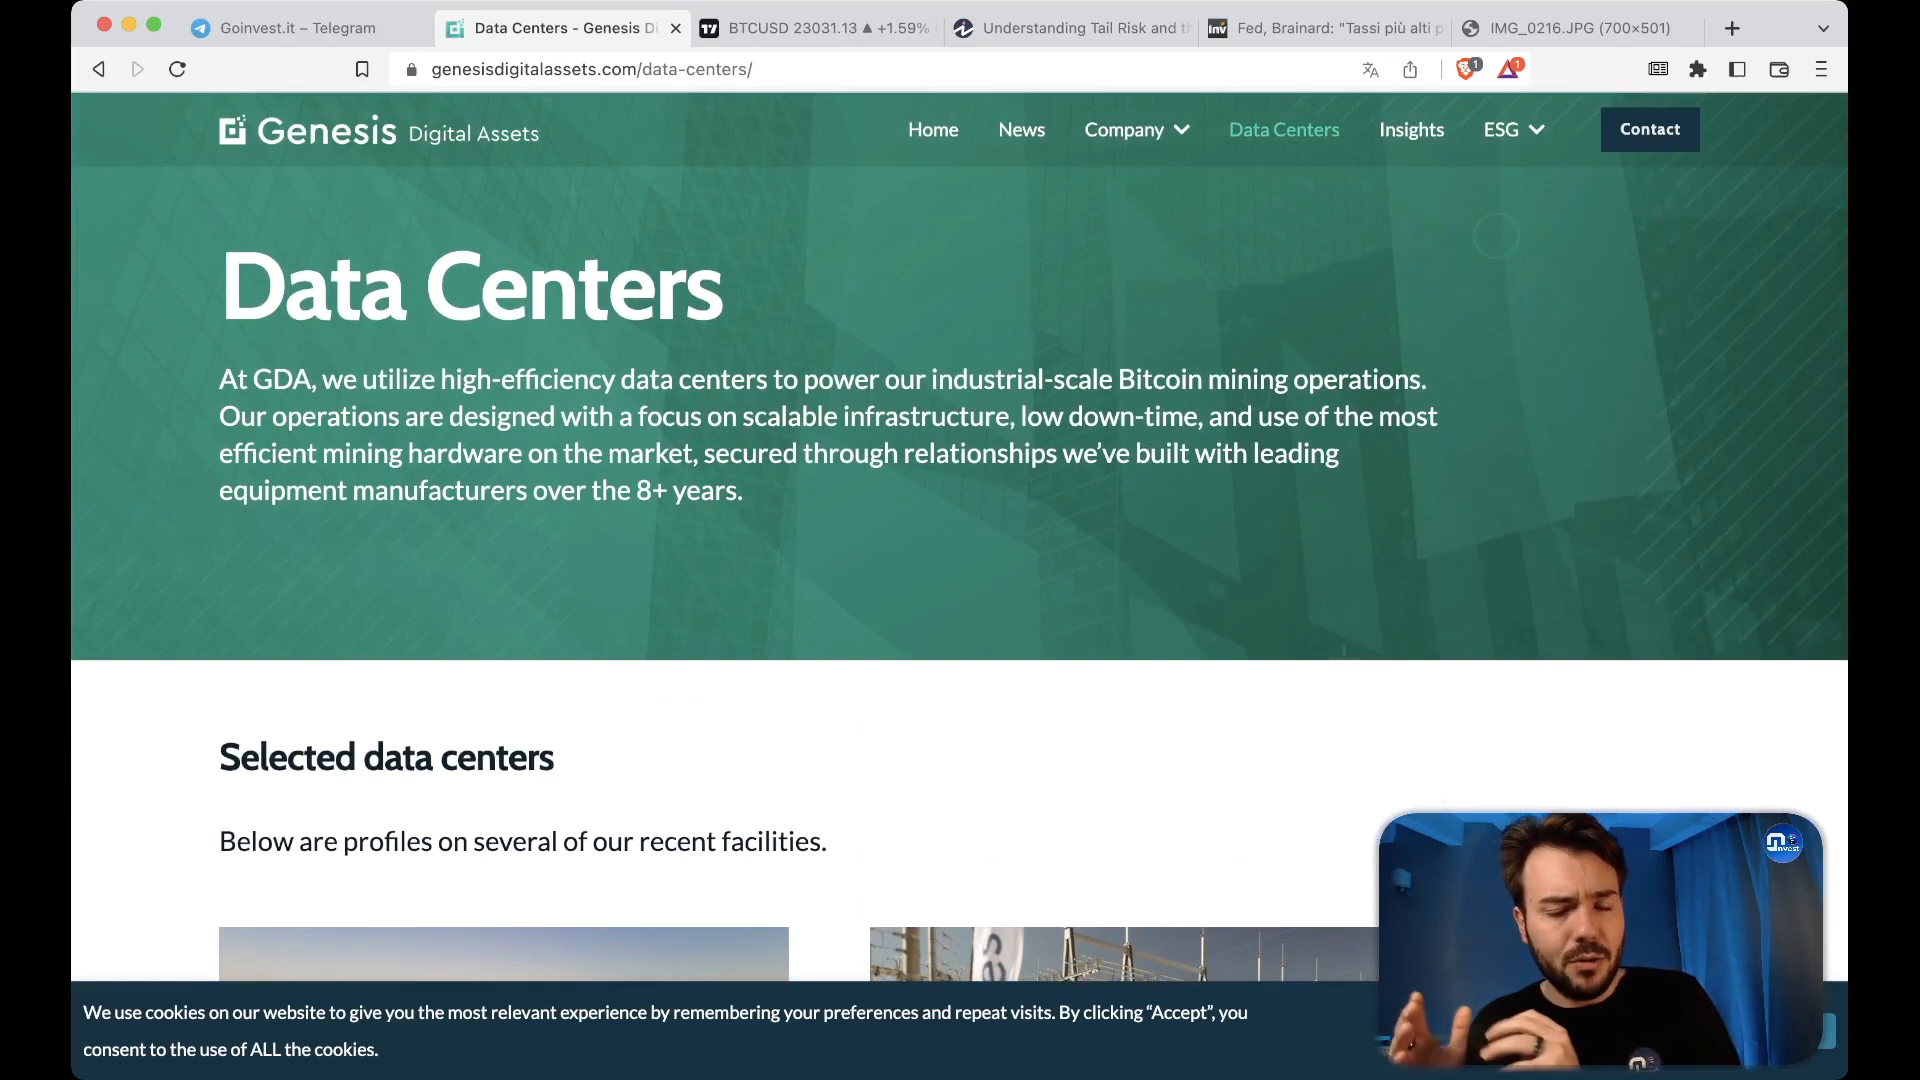 Goinvest.it – Telegram
Data Centers - Genesis Di
BTCUSD 23031.13 ▲ +1.59%
Understanding Tail Risk and th
Fed, Brainard: "Tassi più alti p
IMG_0216.JPG (700×501)
genesisdigitalassets.com/data-centers/
1
1
Genesis Digital Assets
Home
News
Company
Data Centers
Insights
ESG
Contact
Data Centers
At GDA, we utilize high-efficiency data centers to power our industrial-scale Bitcoin mining operations.
Our operations are designed with a focus on scalable infrastructure, low down-time, and use of the most
efficient mining hardware on the market, secured through relationships we’ve built with leading
equipment manufacturers over the 8+ years.
Selected data centers
Below are profiles on several of our recent facilities.
We use cookies on our website to give you the most relevant experience by remembering your preferences and repeat visits. By clicking “Accept”, you
consent to the use of ALL the cookies.